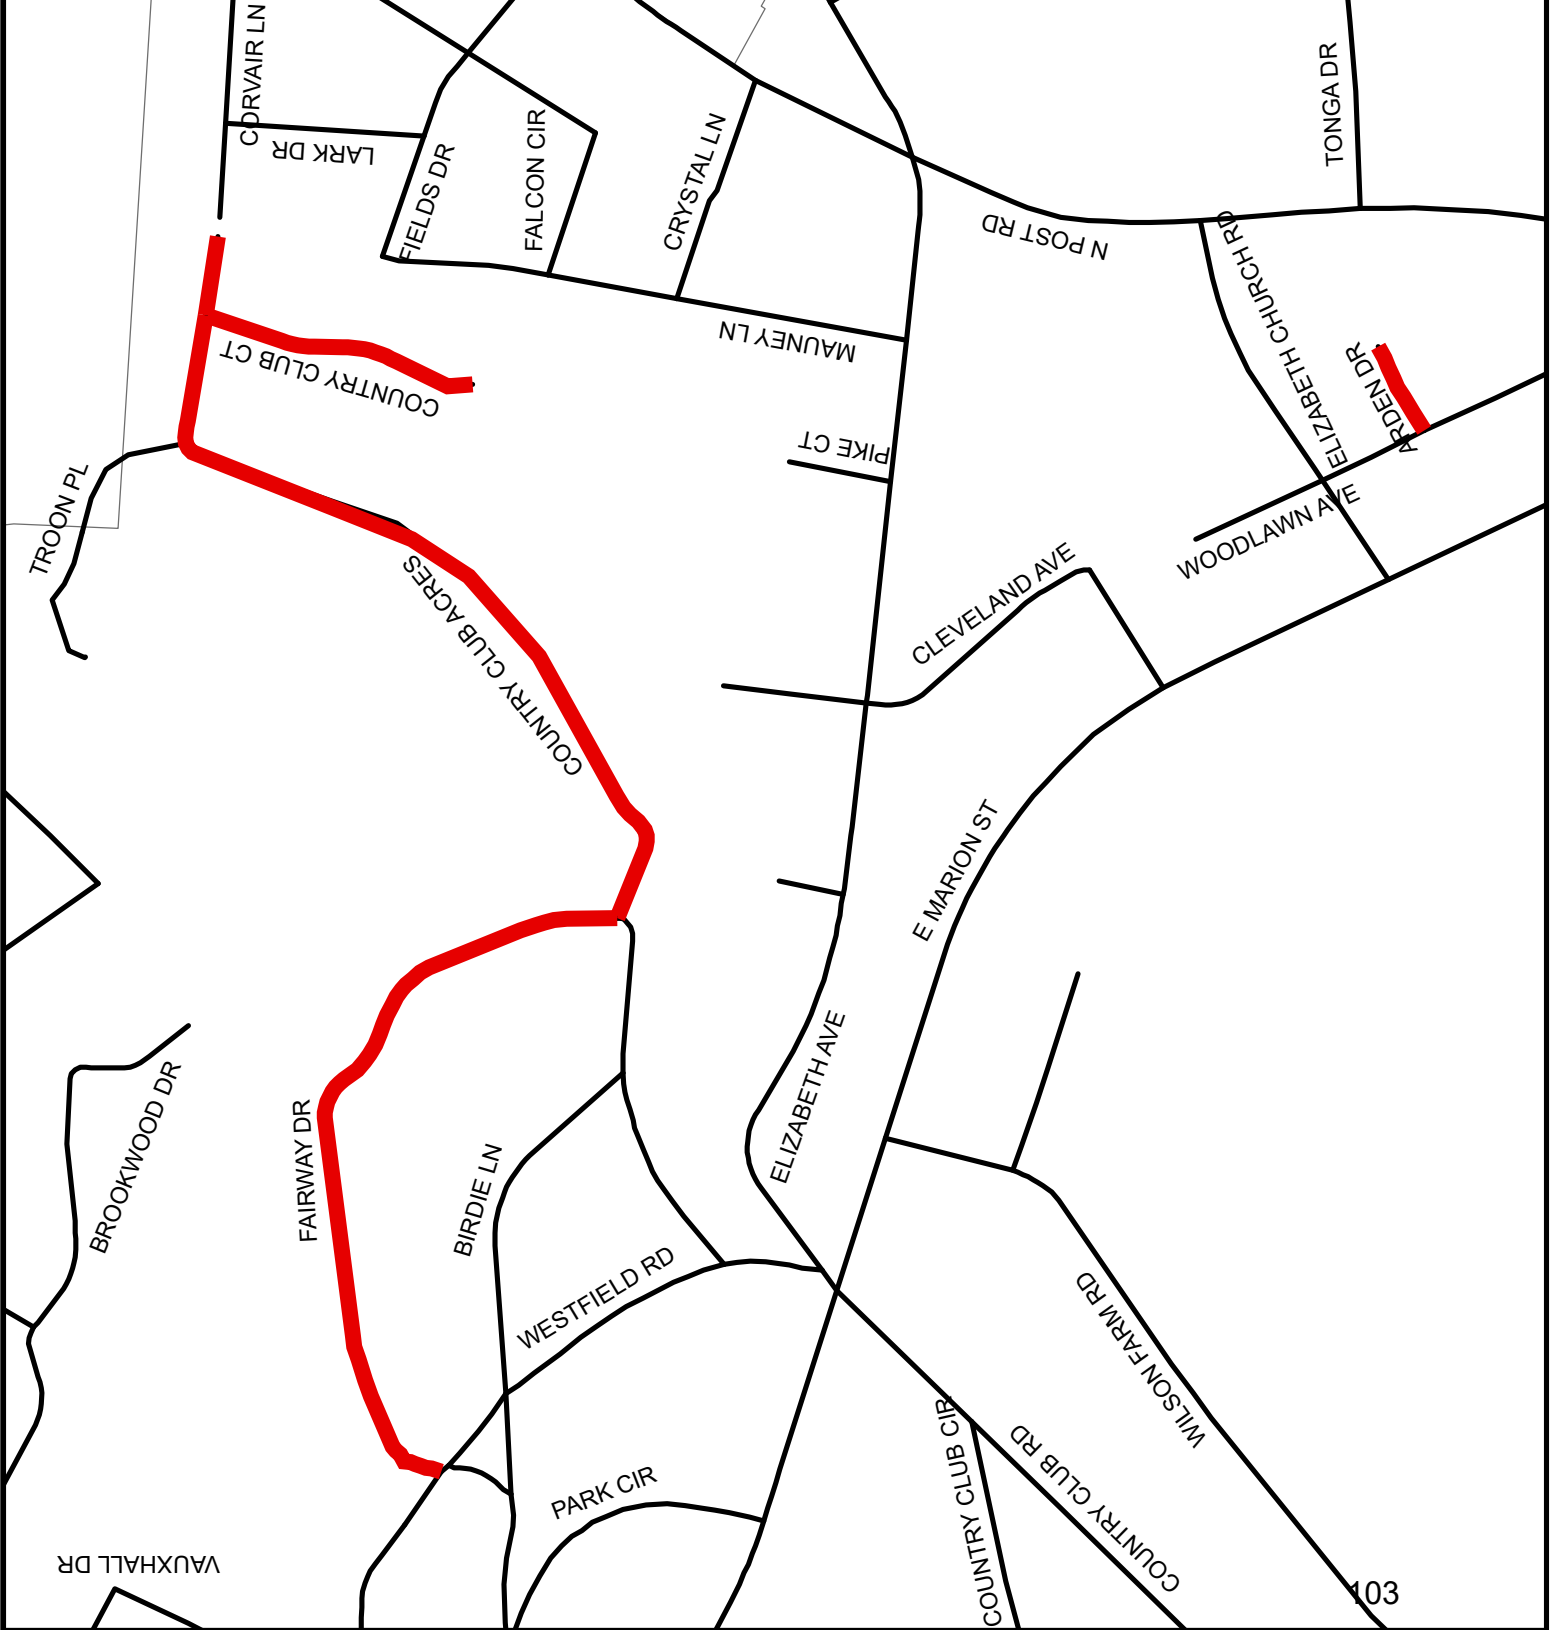 CORVAIR LN
LARK DR
FIELDS DR
FALCON CIR
CRYSTAL LN
N POST RD
TONGA DR
MAUNEY LN
ELIZABETH CHURCH RD
ARDEN DR
COUNTRY CLUB CT
PIKE CT
TROON PL
WOODLAWN AVE
COUNTRY CLUB ACRES
CLEVELAND AVE
E MARION ST
ELIZABETH AVE
BROOKWOOD DR
FAIRWAY DR
BIRDIE LN
WESTFIELD RD
WILSON FARM RD
COUNTRY CLUB CIR
COUNTRY CLUB RD
PARK CIR
VAUXHALL DR
103